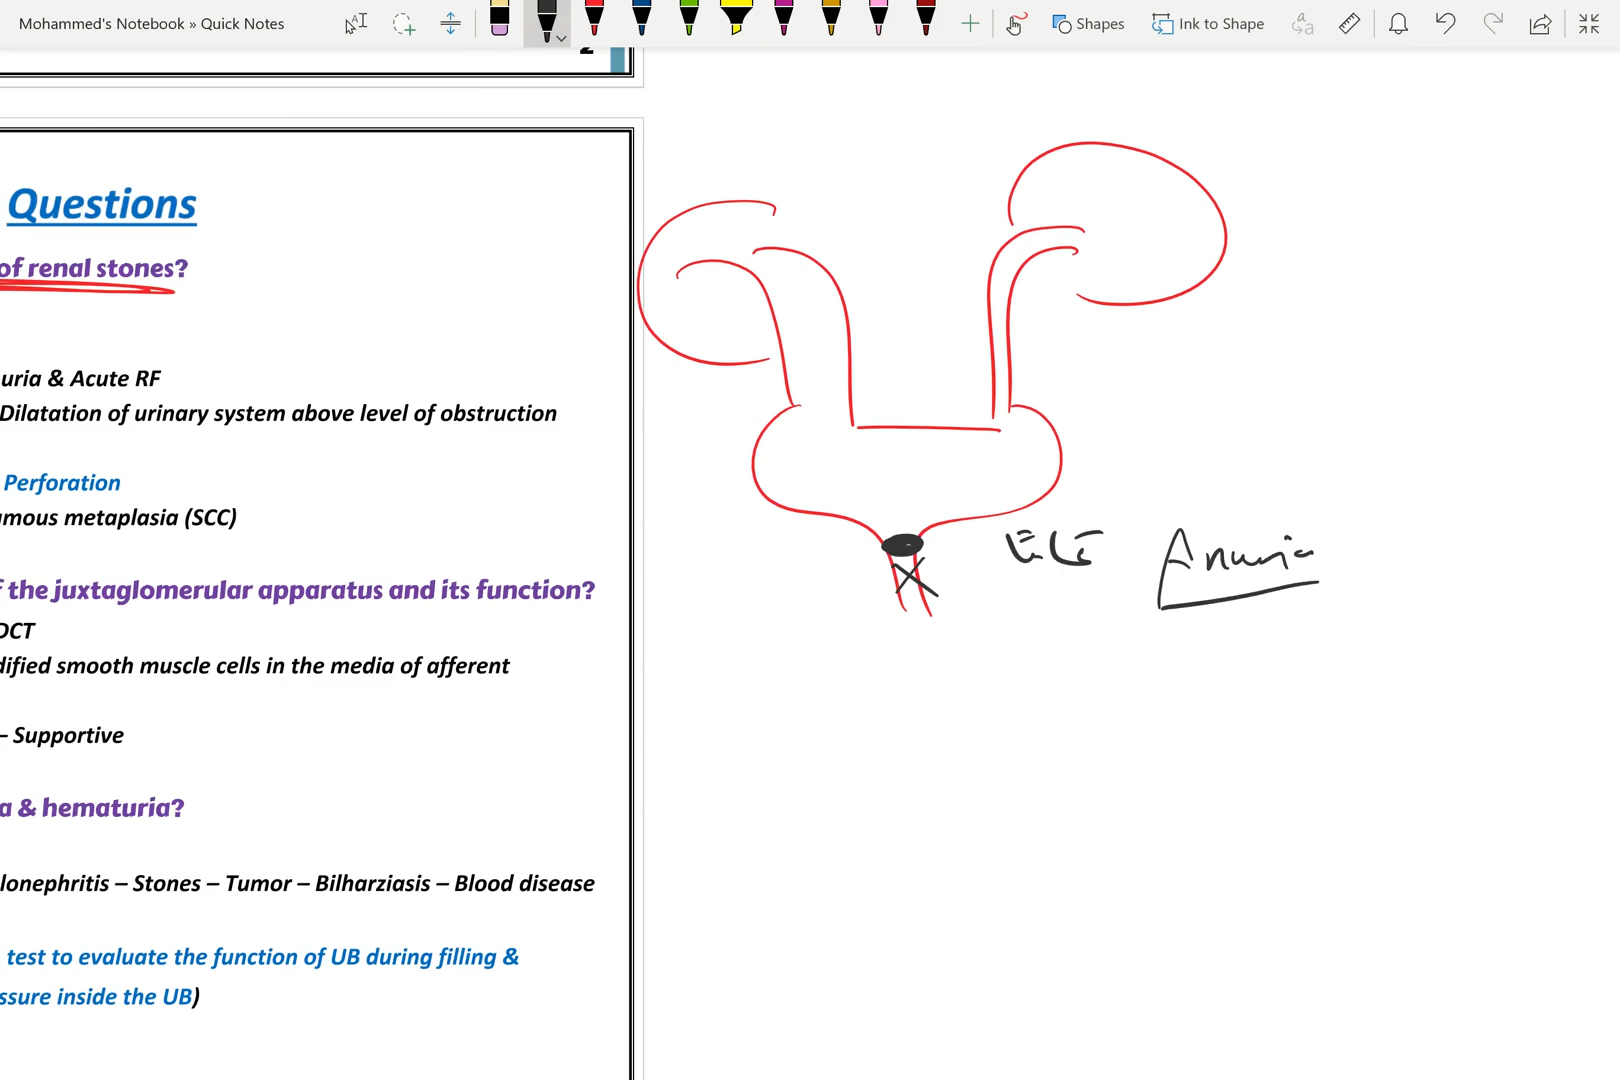 Mohammed's Notebook » Quick Notes
Shapes
Ink to Shape
Questions
of renal stones?
uria & Acute RF
Dilatation of urinary system above level of obstruction
Perforation
amous metaplasia (SCC)
f the juxtaglomerular apparatus and its function?
DCT
dified smooth muscle cells in the media of afferent
– Supportive
a & hematuria?
lonephritis – Stones – Tumor – Bilharziasis – Blood disease
test to evaluate the function of UB during filling &
ssure inside the UB)
Anuria